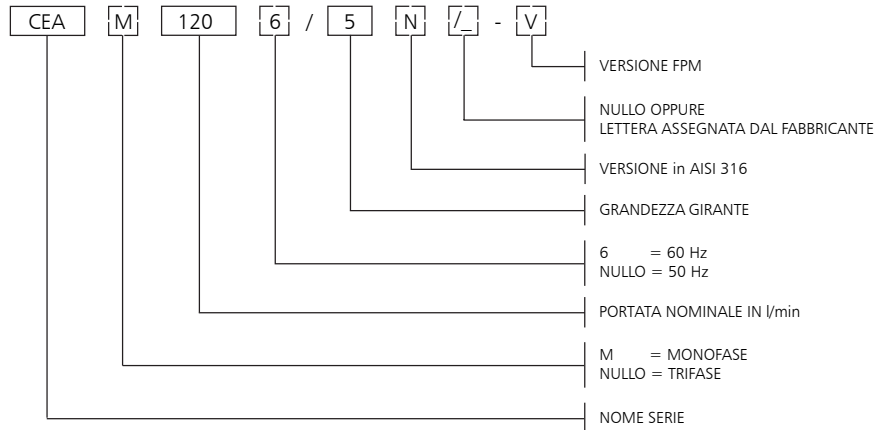 CEA M 120 6 / 5 N /_ - V
VERSIONE FPM
NULLO OPPURE
LETTERA ASSEGNATA DAL FABBRICANTE
VERSIONE in AISI 316
GRANDEZZA GIRANTE
6 = 60 Hz
NULLO = 50 Hz
PORTATA NOMINALE IN l/min
M = MONOFASE
NULLO = TRIFASE
NOME SERIE